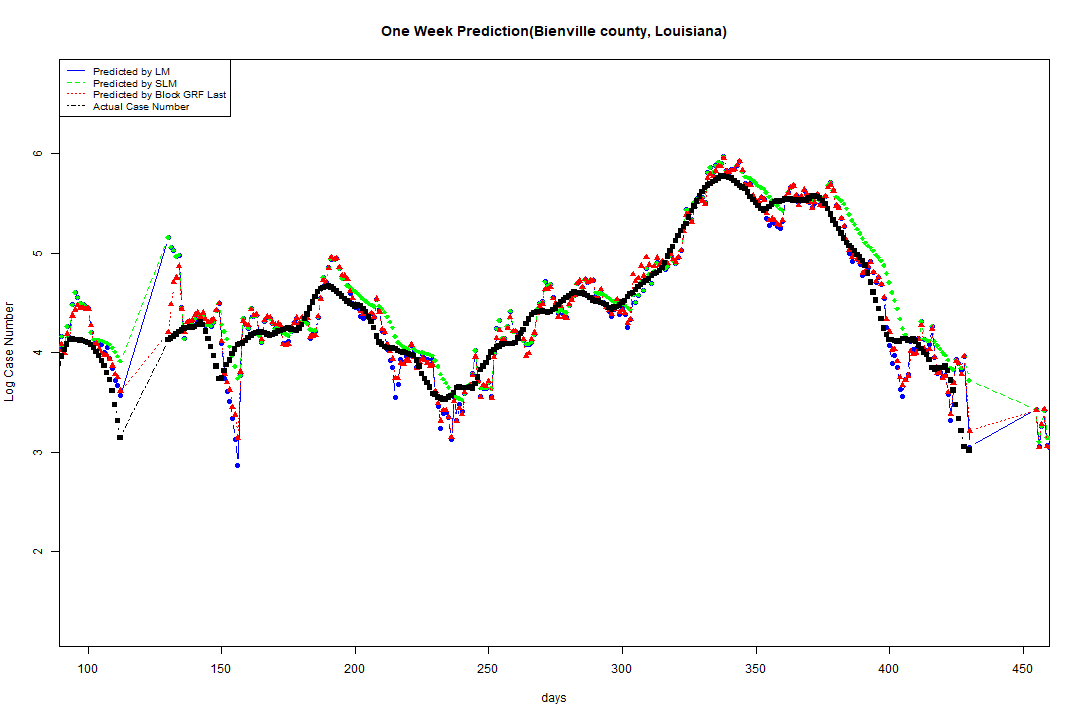 One Week Prediction(Bienville county, Louisiana)
Predicted by LM
Predicted by SLM
Predicted by Block GRF Last
Actual Case Number
6
5
4
3
2
Log Case Number
100 150 200 250 300 350 400 450
days